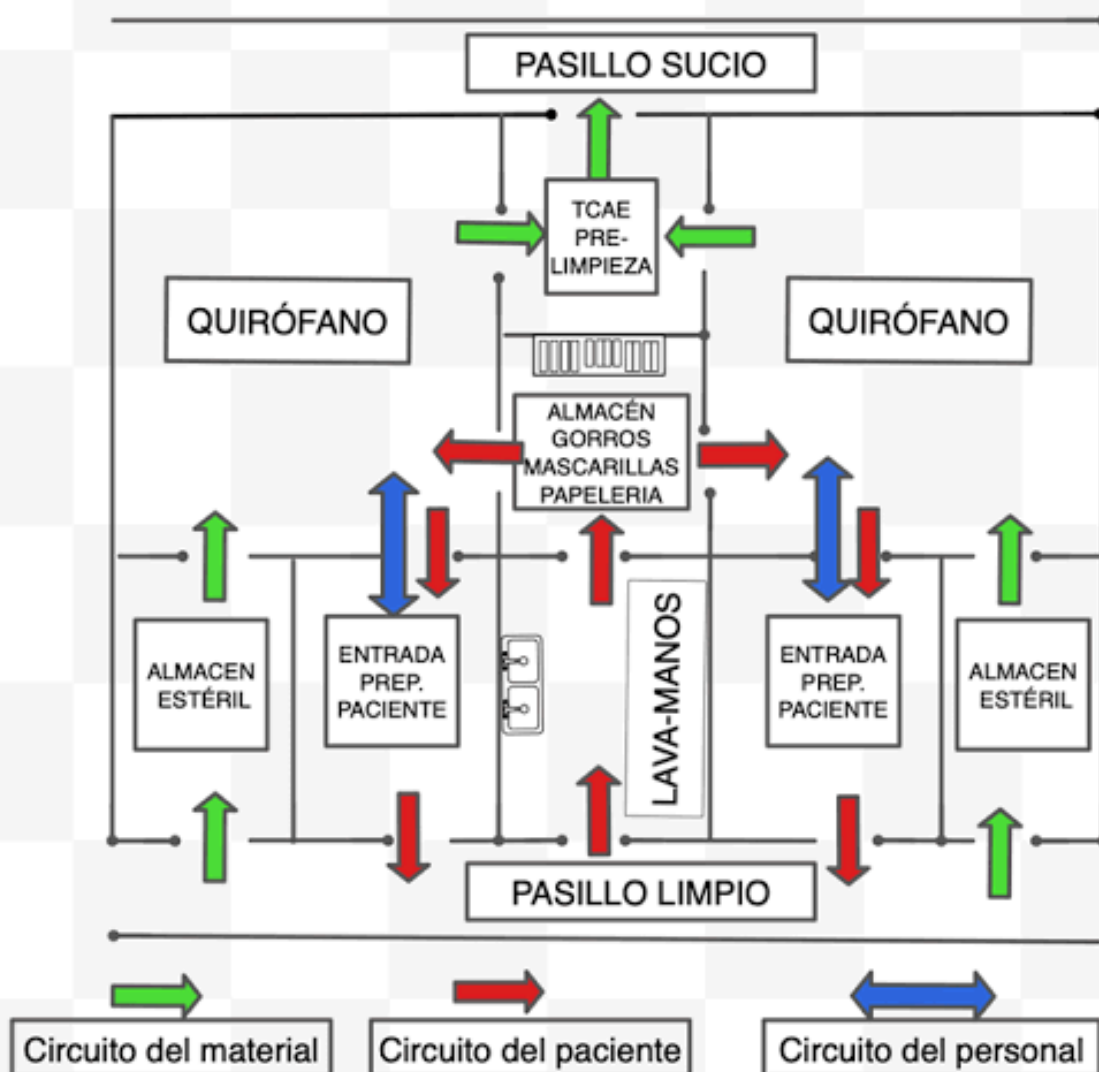 PASILLO SUCIO
TCAE
PRE-
LIMPIEZA
QUIRÓFANO
QUIRÓFANO
ALMACÉN
GORROS
MASCARILLAS
PAPELERIA
ALMACEN
ESTÉRIL
ENTRADA
PREP.
PACIENTE
LAVA-MANOS
ENTRADA
PREP.
PACIENTE
ALMACEN
ESTÉRIL
PASILLO LIMPIO
Circuito del material
Circuito del paciente
Circuito del personal